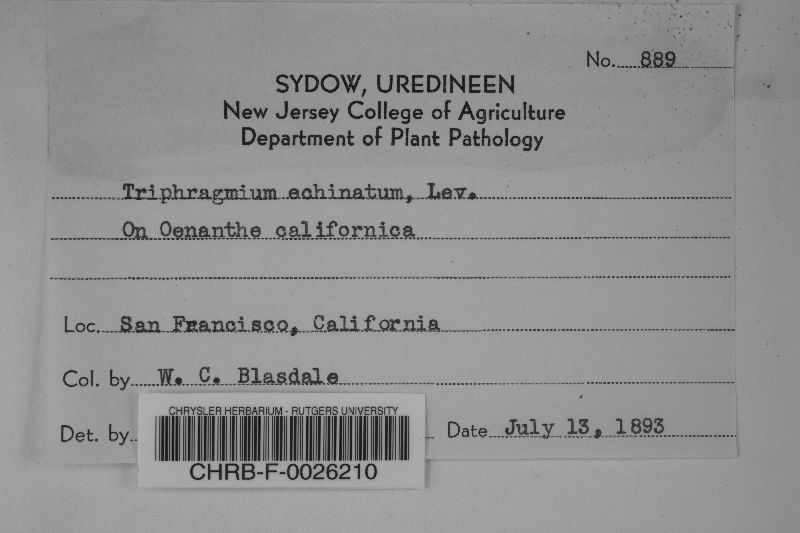 No. 889
SYDOW, UREDINEEN
New Jersey College of Agriculture
Department of Plant Pathology
Triphragmium echinatum, Lev.
On Oenanthe californica
Loc. San Francisco, California
Col. by W. C. Blasdale
Det. by
Date July 13, 1893
CHRYSLER HERBARIUM - RUTGERS UNIVERSITY
CHRB-F-0026210